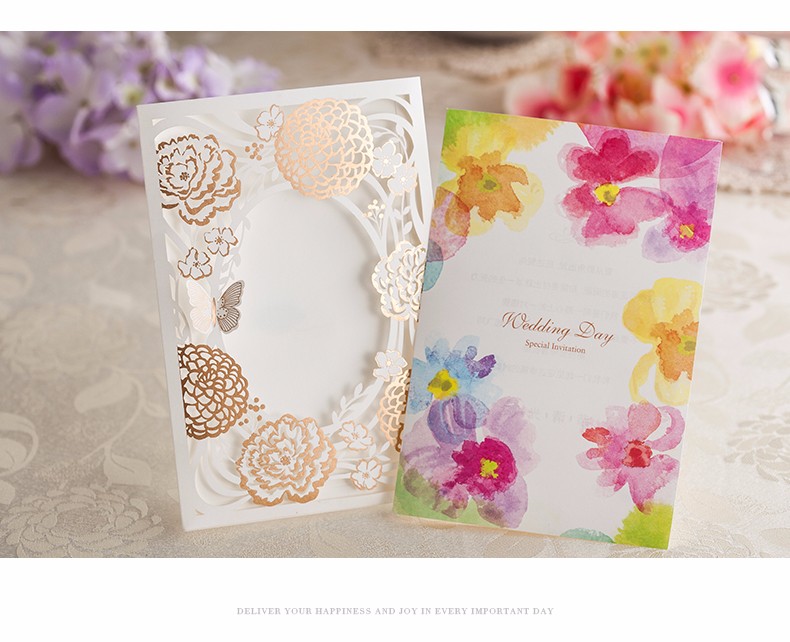 Wedding Day
Special Invitation
DELIVER YOUR HAPPINESS AND JOY IN EVERY IMPORTANT DAY